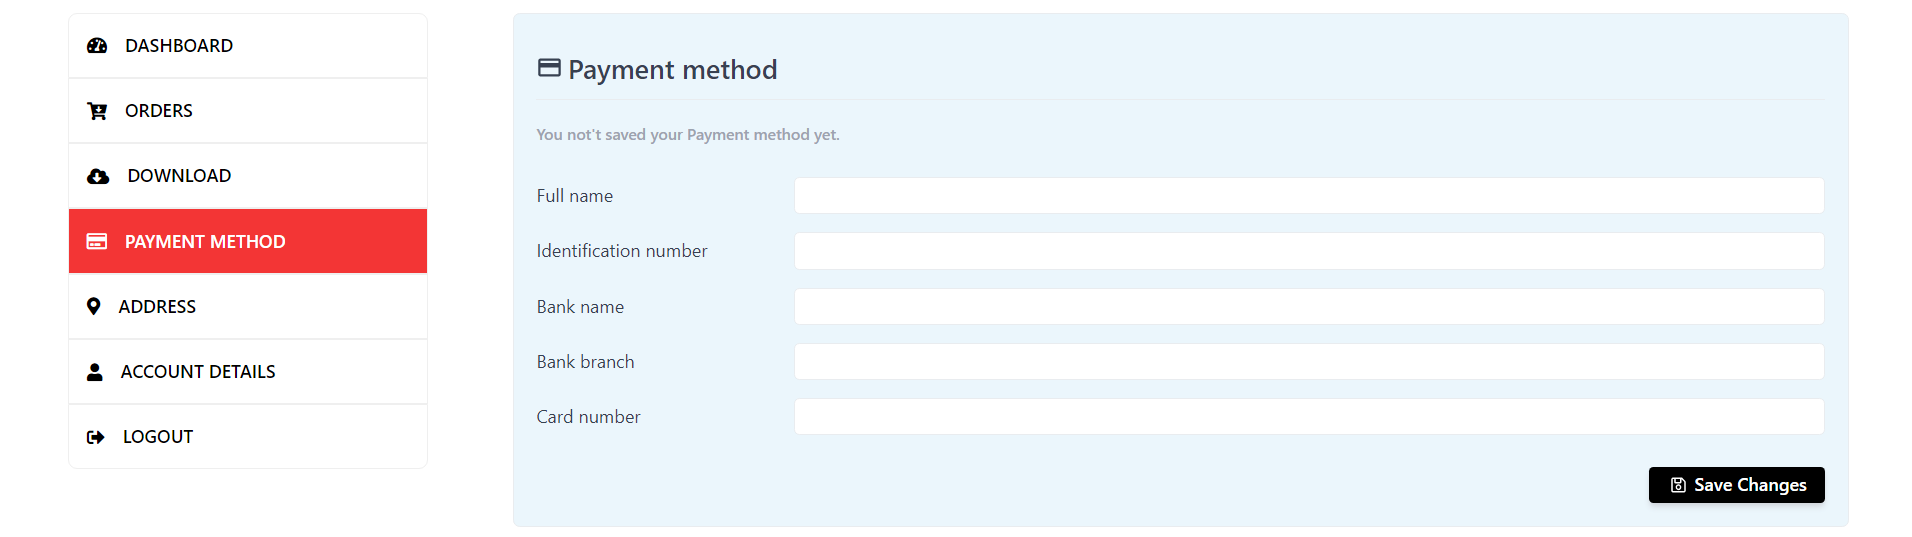 DASHBOARD
ORDERS
DOWNLOAD
PAYMENT METHOD
ADDRESS
ACCOUNT DETAILS
LOGOUT
Payment method
You not't saved your Payment method yet.
Full name
Identification number
Bank name
Bank branch
Card number
Save Changes